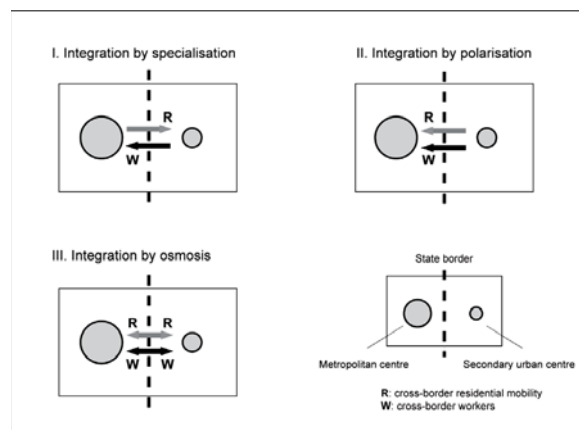 I. Integration by specialisation
R
W
II. Integration by polarisation
R
W
III. Integration by osmosis
R R
W W
State border
Metropolitan centre Secondary urban centre
R: cross-border residential mobility
W: cross-border workers